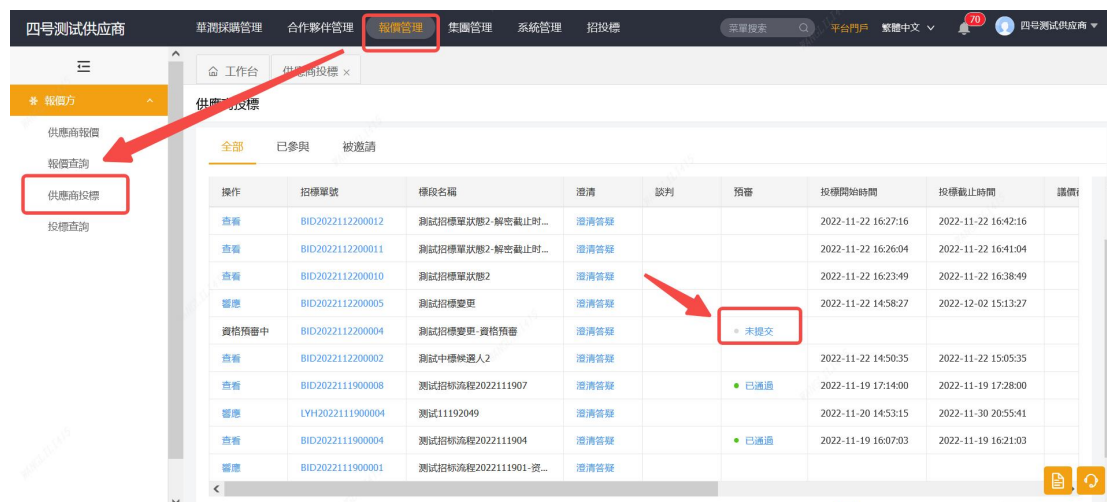 四号测试供应商 華潤採購管理 合作夥伴管理 報價管理 集團管理 系統管理 招投標 菜單搜索 平台門戶 繁體中文 70 四号测试供应商
工作台 供應商投標 ×
報價方
供應商報價
報價查詢
供應商投標
投標查詢
供應商投標
全部 已參與 被邀請
操作 招標單號 標段名稱 澄清 談判 預審 投標開始時間 投標截止時間 議價
查看 BID2022112200012 測試招標單狀態2-解密截止时... 澄清答疑 2022-11-22 16:27:16 2022-11-22 16:42:16
查看 BID2022112200011 測試招標單狀態2-解密截止时... 澄清答疑 2022-11-22 16:26:04 2022-11-22 16:41:04
查看 BID2022112200010 測試招標單狀態2 澄清答疑 2022-11-22 16:23:49 2022-11-22 16:38:49
響應 BID2022112200005 測試招標變更 澄清答疑 2022-11-22 14:58:27 2022-12-02 15:13:27
資格預審中 BID2022112200004 測試招標變更-資格預審 澄清答疑 未提交
查看 BID2022112200002 測試中標候選人2 澄清答疑 2022-11-22 14:50:35 2022-11-22 15:05:35
查看 BID2022111900008 测试招标流程2022111907 澄清答疑 已通過 2022-11-19 17:14:00 2022-11-19 17:28:00
響應 LYH2022111900004 测试11192049 澄清答疑 2022-11-20 14:53:15 2022-11-30 20:55:41
查看 BID2022111900004 测试招标流程2022111904 澄清答疑 已通過 2022-11-19 16:07:03 2022-11-19 16:21:03
響應 BID2022111900001 测试招标流程2022111901-资... 澄清答疑